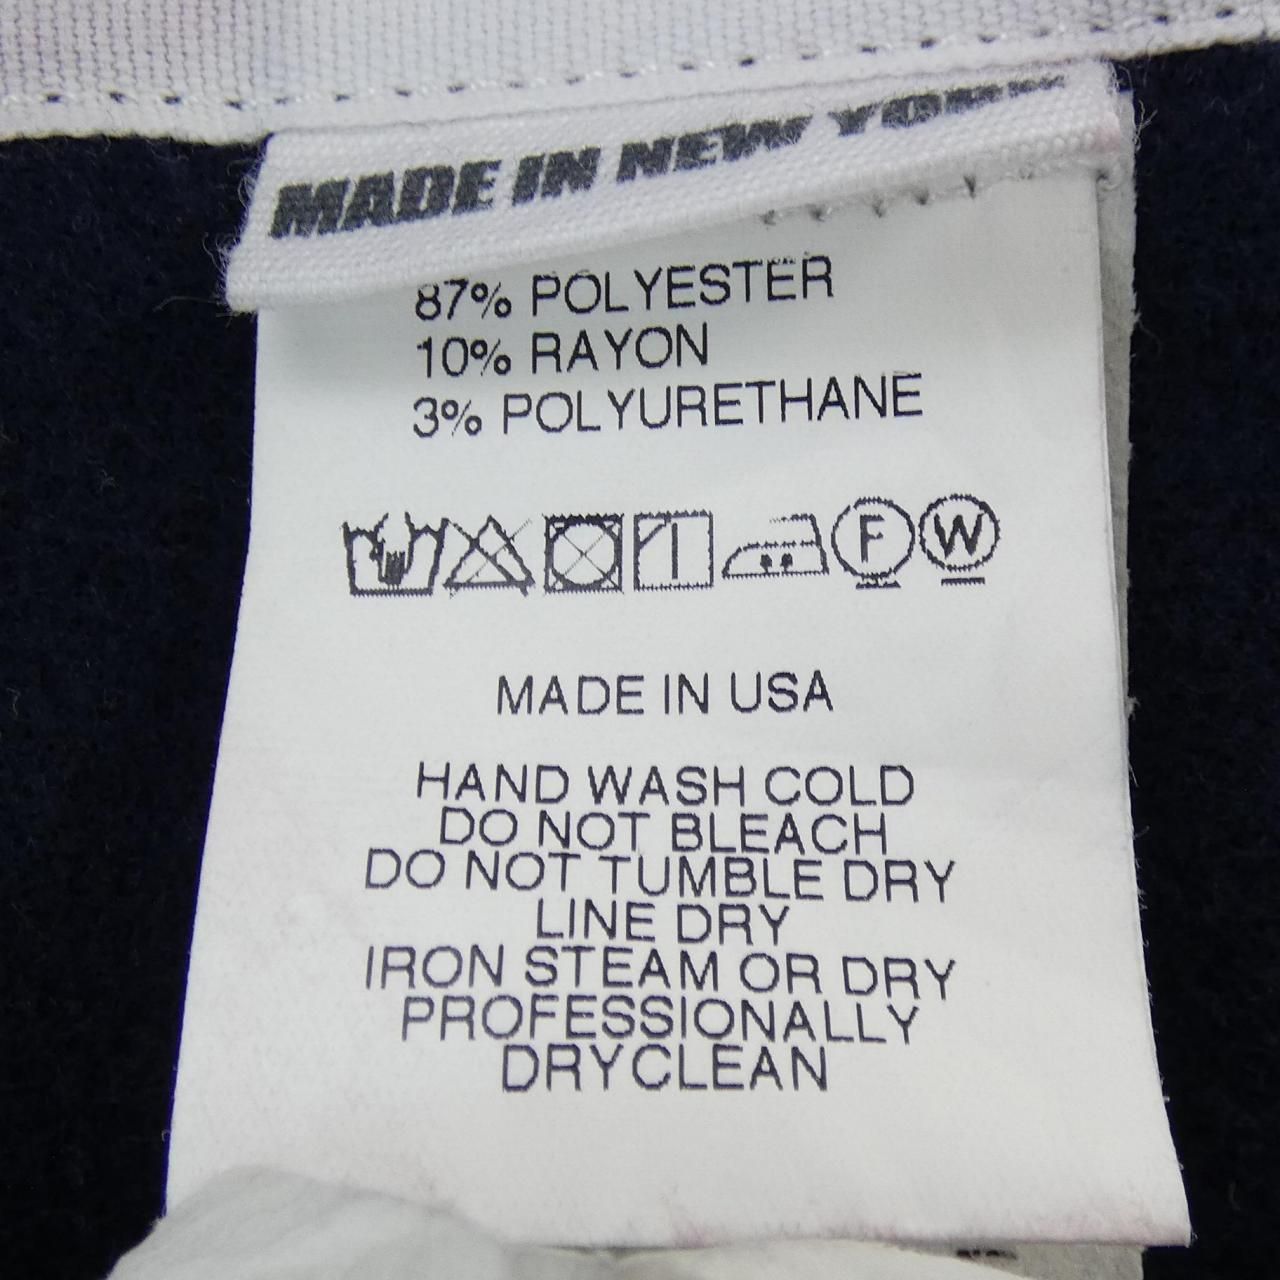 MADE IN NEW YORK
87% POLYESTER
10% RAYON
3% POLYURETHANE
F W
MADE IN USA
HAND WASH COLD
DO NOT BLEACH
DO NOT TUMBLE DRY
LINE DRY
IRON STEAM OR DRY
PROFESSIONALLY
DRYCLEAN